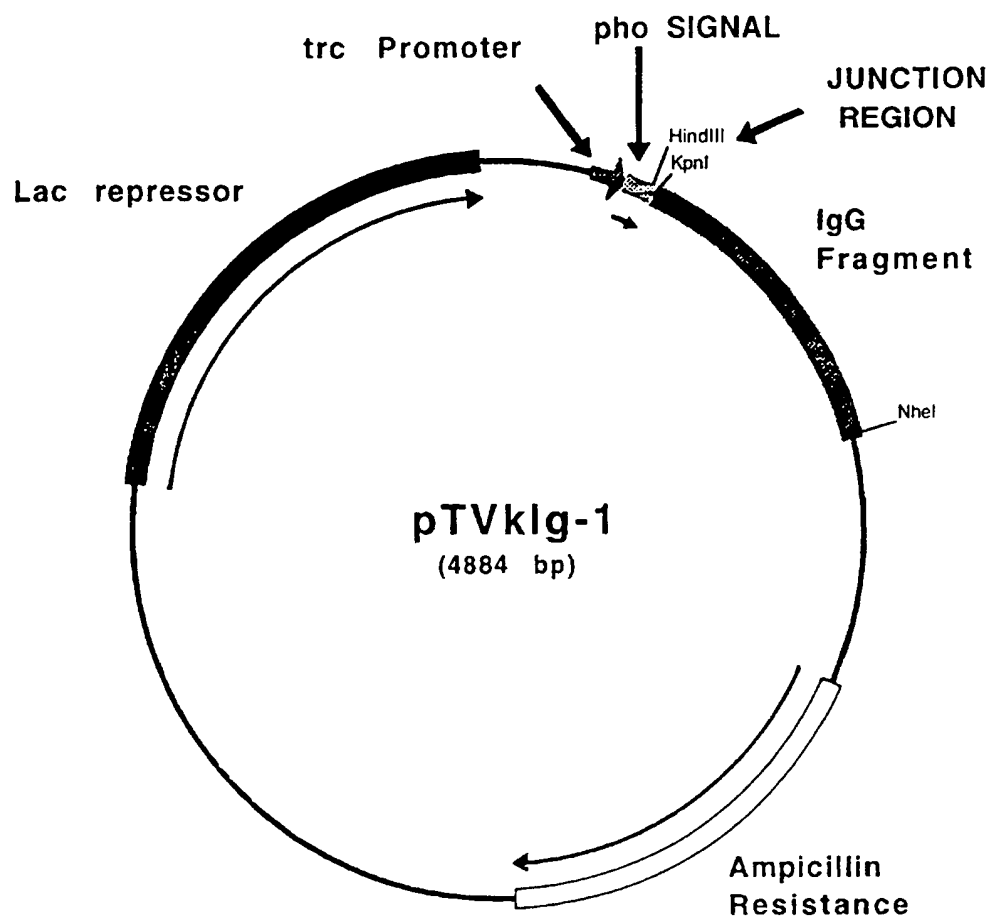 trc Promoter
pho SIGNAL
JUNCTION
REGION
HindIII
KpnI
Lac repressor
IgG
Fragment
NheI
pTVkIg-1
(4884 bp)
Ampicillin
Resistance